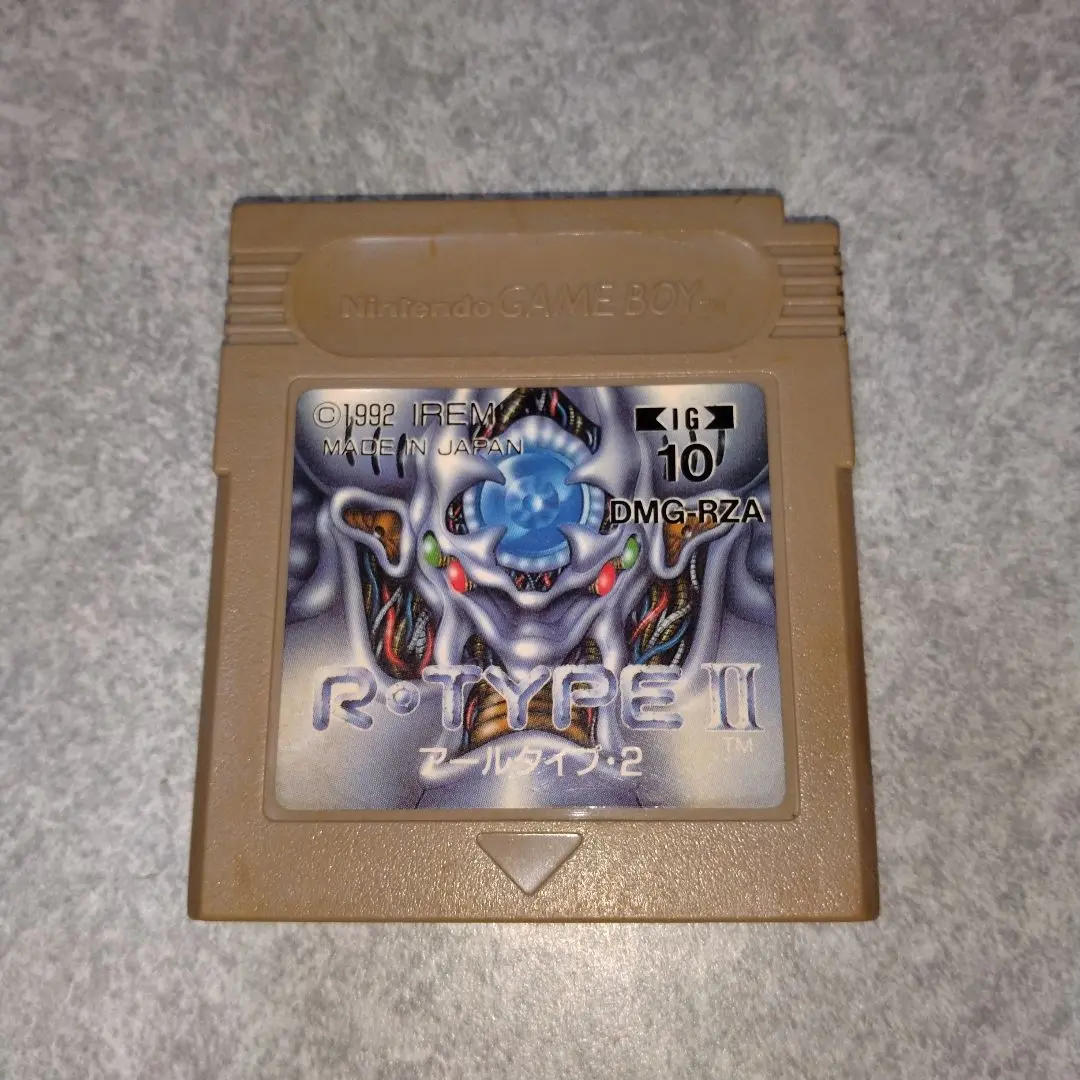 Nintendo GAME BOY TM
©1992 IREM
MADE IN JAPAN
IG
10
DMG-RZA
R・TYPE II
TM
アールタイプ・2